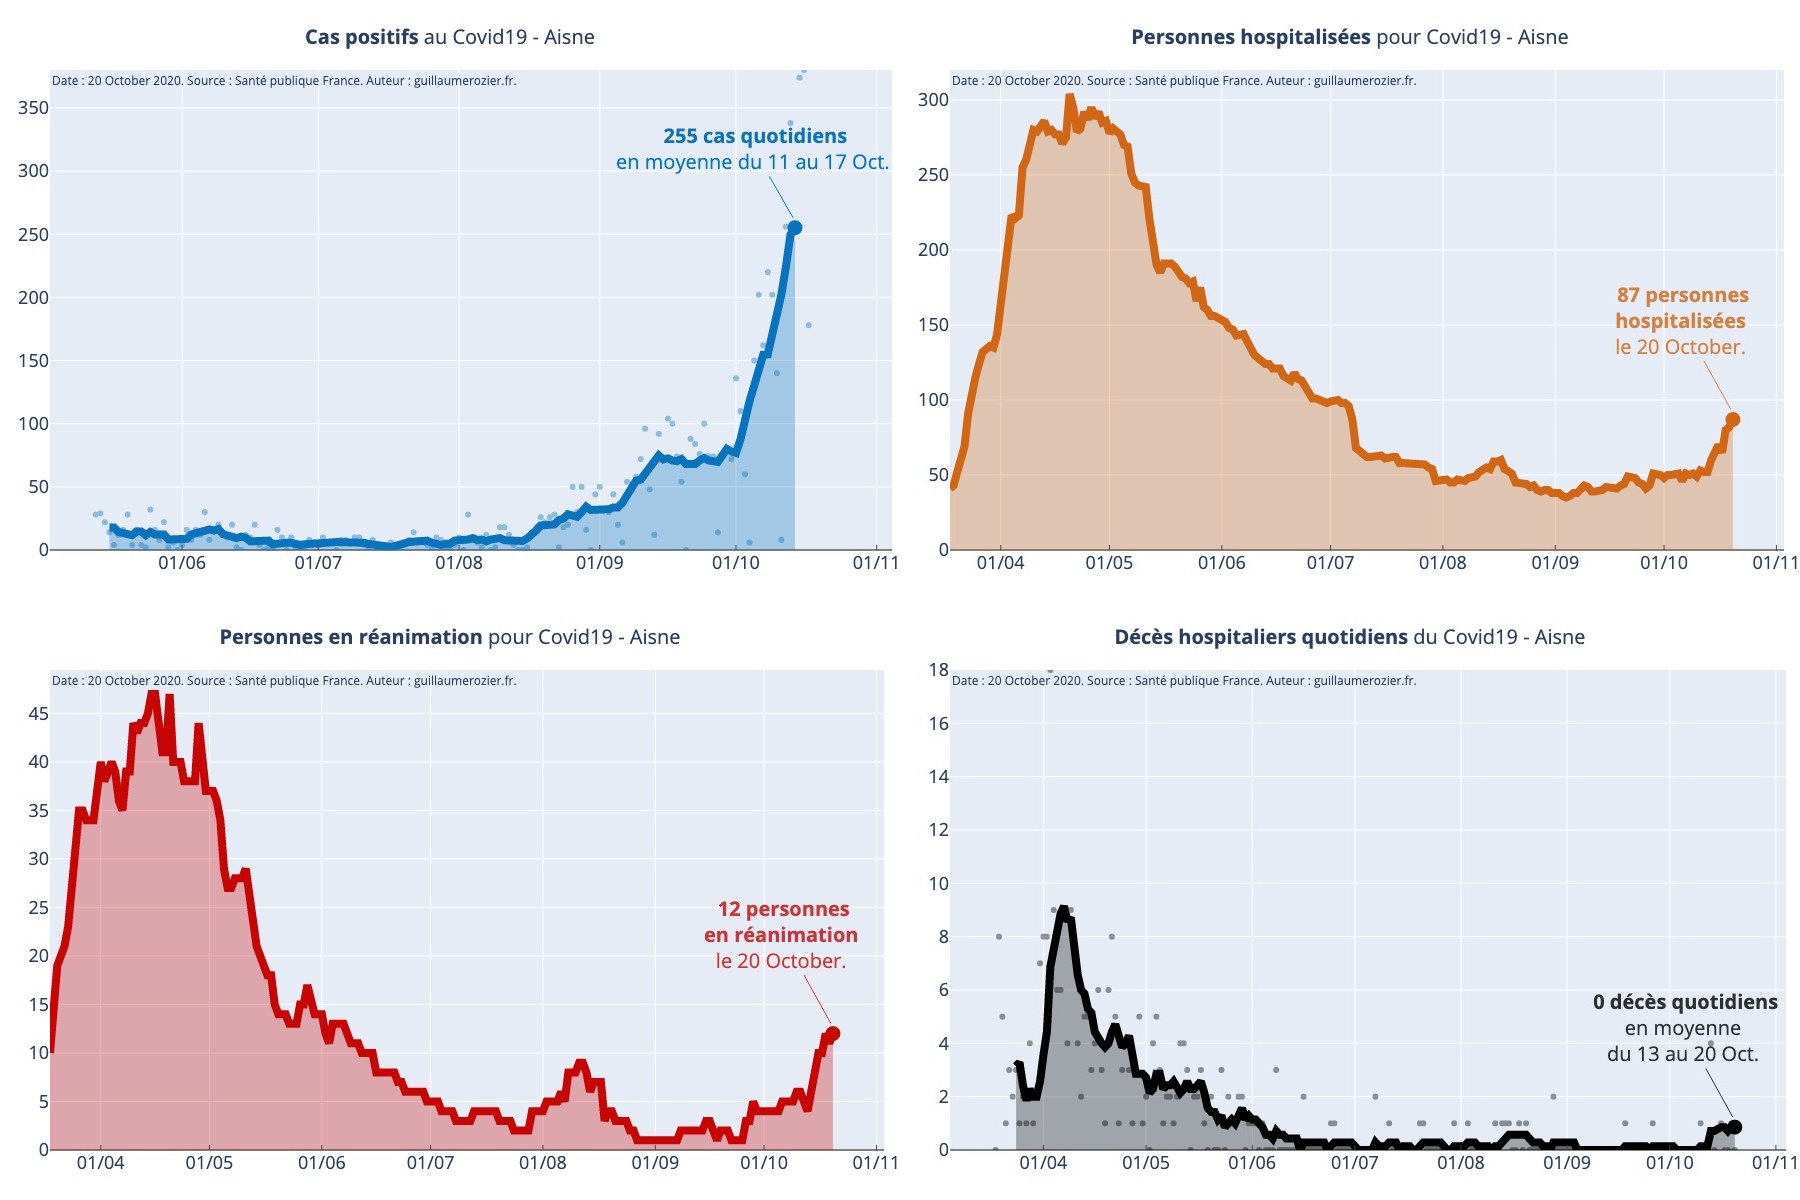 Cas positifs au Covid19 - Aisne
Date : 20 October 2020. Source : Santé publique France. Auteur : guillaumerozier.fr.
255 cas quotidiens
en moyenne du 11 au 17 Oct.
350
300
250
200
150
100
50
0
01/06 01/07 01/08 01/09 01/10 01/11
Personnes hospitalisées pour Covid19 - Aisne
Date : 20 October 2020. Source : Santé publique France. Auteur : guillaumerozier.fr.
87 personnes
hospitalisées
le 20 October.
300
250
200
150
100
50
0
01/04 01/05 01/06 01/07 01/08 01/09 01/10 01/11
Personnes en réanimation pour Covid19 - Aisne
Date : 20 October 2020. Source : Santé publique France. Auteur : guillaumerozier.fr.
12 personnes
en réanimation
le 20 October.
45
40
35
30
25
20
15
10
5
0
01/04 01/05 01/06 01/07 01/08 01/09 01/10 01/11
Décès hospitaliers quotidiens du Covid19 - Aisne
Date : 20 October 2020. Source : Santé publique France. Auteur : guillaumerozier.fr.
0 décès quotidiens
en moyenne
du 13 au 20 Oct.
18
16
14
12
10
8
6
4
2
0
01/04 01/05 01/06 01/07 01/08 01/09 01/10 01/11